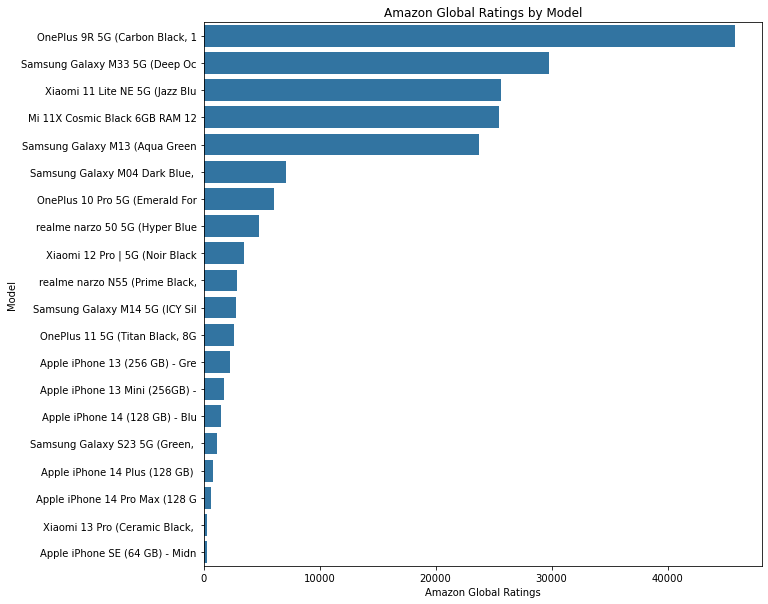 Amazon Global Ratings by Model
OnePlus 9R 5G (Carbon Black, 1
Samsung Galaxy M33 5G (Deep Oc
Xiaomi 11 Lite NE 5G (Jazz Blu
Mi 11X Cosmic Black 6GB RAM 12
Samsung Galaxy M13 (Aqua Green
Samsung Galaxy M04 Dark Blue,
OnePlus 10 Pro 5G (Emerald For
realme narzo 50 5G (Hyper Blue
Xiaomi 12 Pro | 5G (Noir Black
realme narzo N55 (Prime Black,
Samsung Galaxy M14 5G (ICY Sil
OnePlus 11 5G (Titan Black, 8G
Apple iPhone 13 (256 GB) - Gre
Apple iPhone 13 Mini (256GB) -
Apple iPhone 14 (128 GB) - Blu
Samsung Galaxy S23 5G (Green,
Apple iPhone 14 Plus (128 GB)
Apple iPhone 14 Pro Max (128 G
Xiaomi 13 Pro (Ceramic Black,
Apple iPhone SE (64 GB) - Midn
Model
0 10000 20000 30000 40000
Amazon Global Ratings